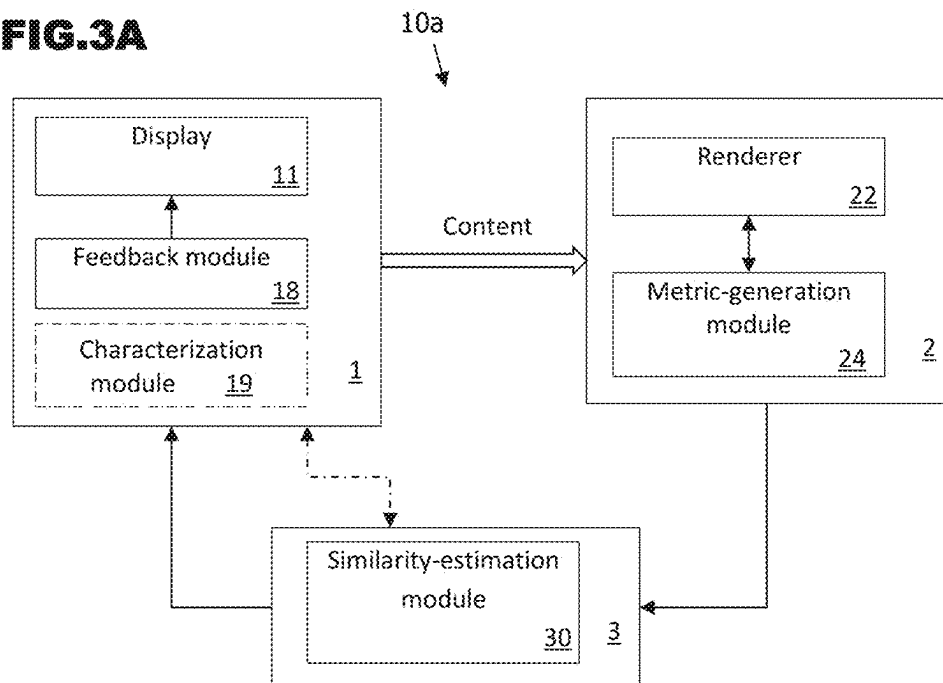 FIG.3A
10a
Display
11
Feedback module
18
Characterization
module 19
1
Content
Renderer
22
Metric-generation
module
24
2
Similarity-estimation
module
30
3